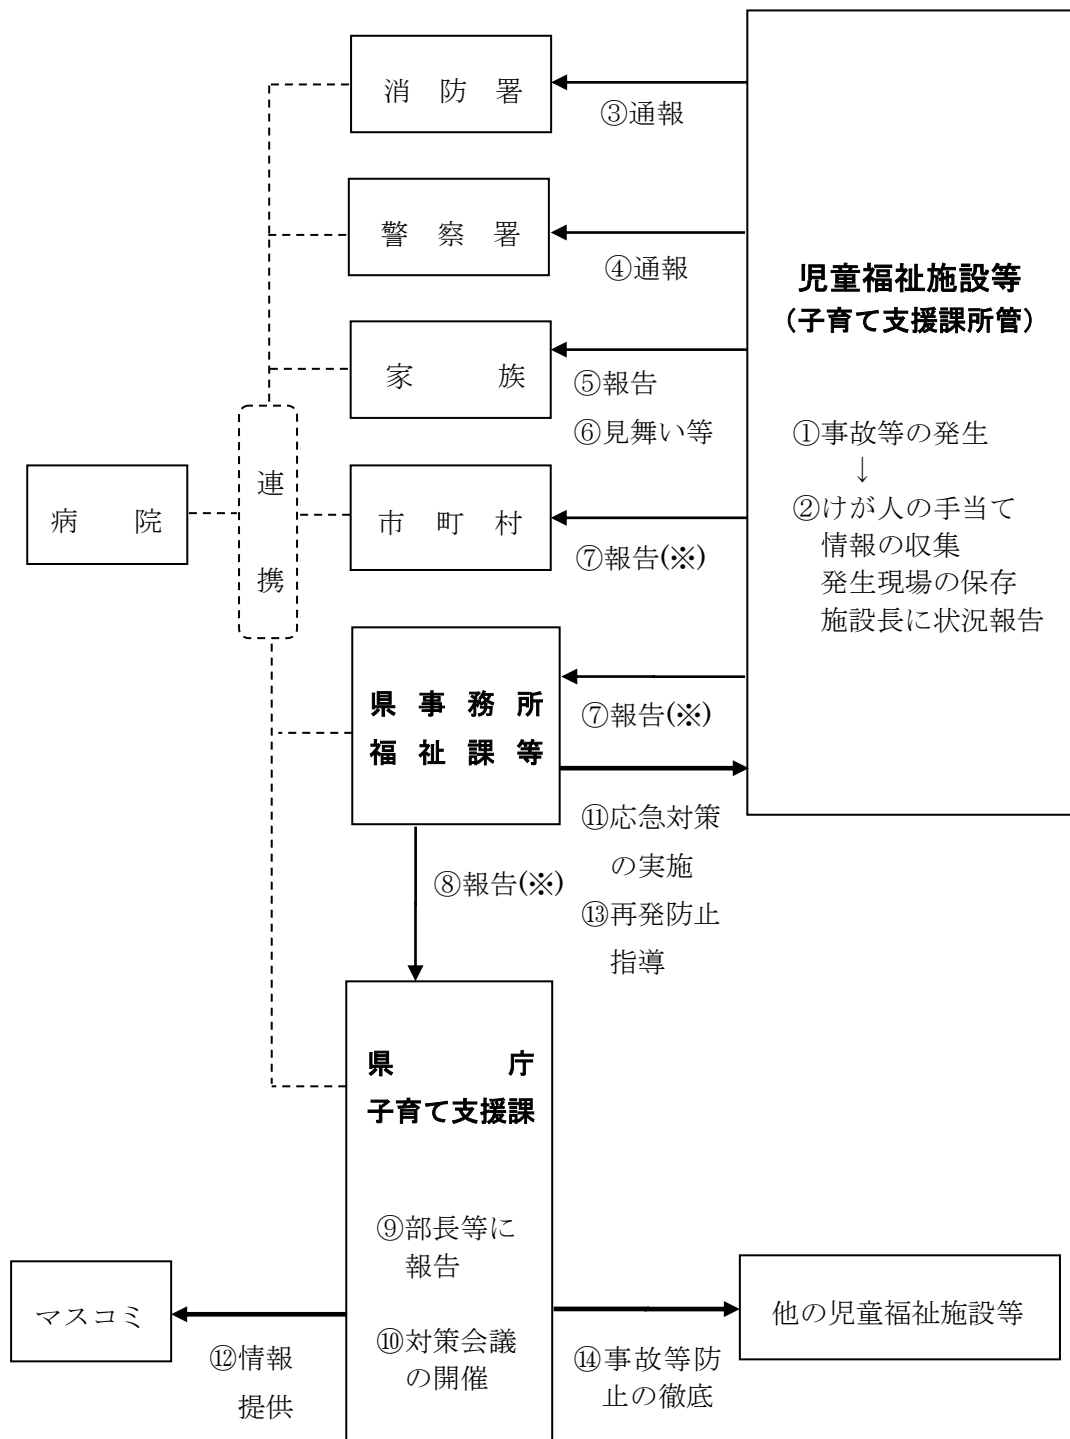 消防署
③通報
警察署
④通報
児童福祉施設等
（子育て支援課所管）
家族
⑤報告
⑥見舞い等
①事故等の発生
↓
②けが人の手当て
情報の収集
発生現場の保存
施設長に状況報告
連携
病院
市町村
⑦報告(※)
県事務所
福祉課等
⑦報告(※)
⑪応急対策
の実施
⑬再発防止
指導
⑧報告(※)
県庁
子育て支援課
⑨部長等に
報告
⑩対策会議
の開催
マスコミ
⑫情報
提供
⑭事故等防
止の徹底
他の児童福祉施設等